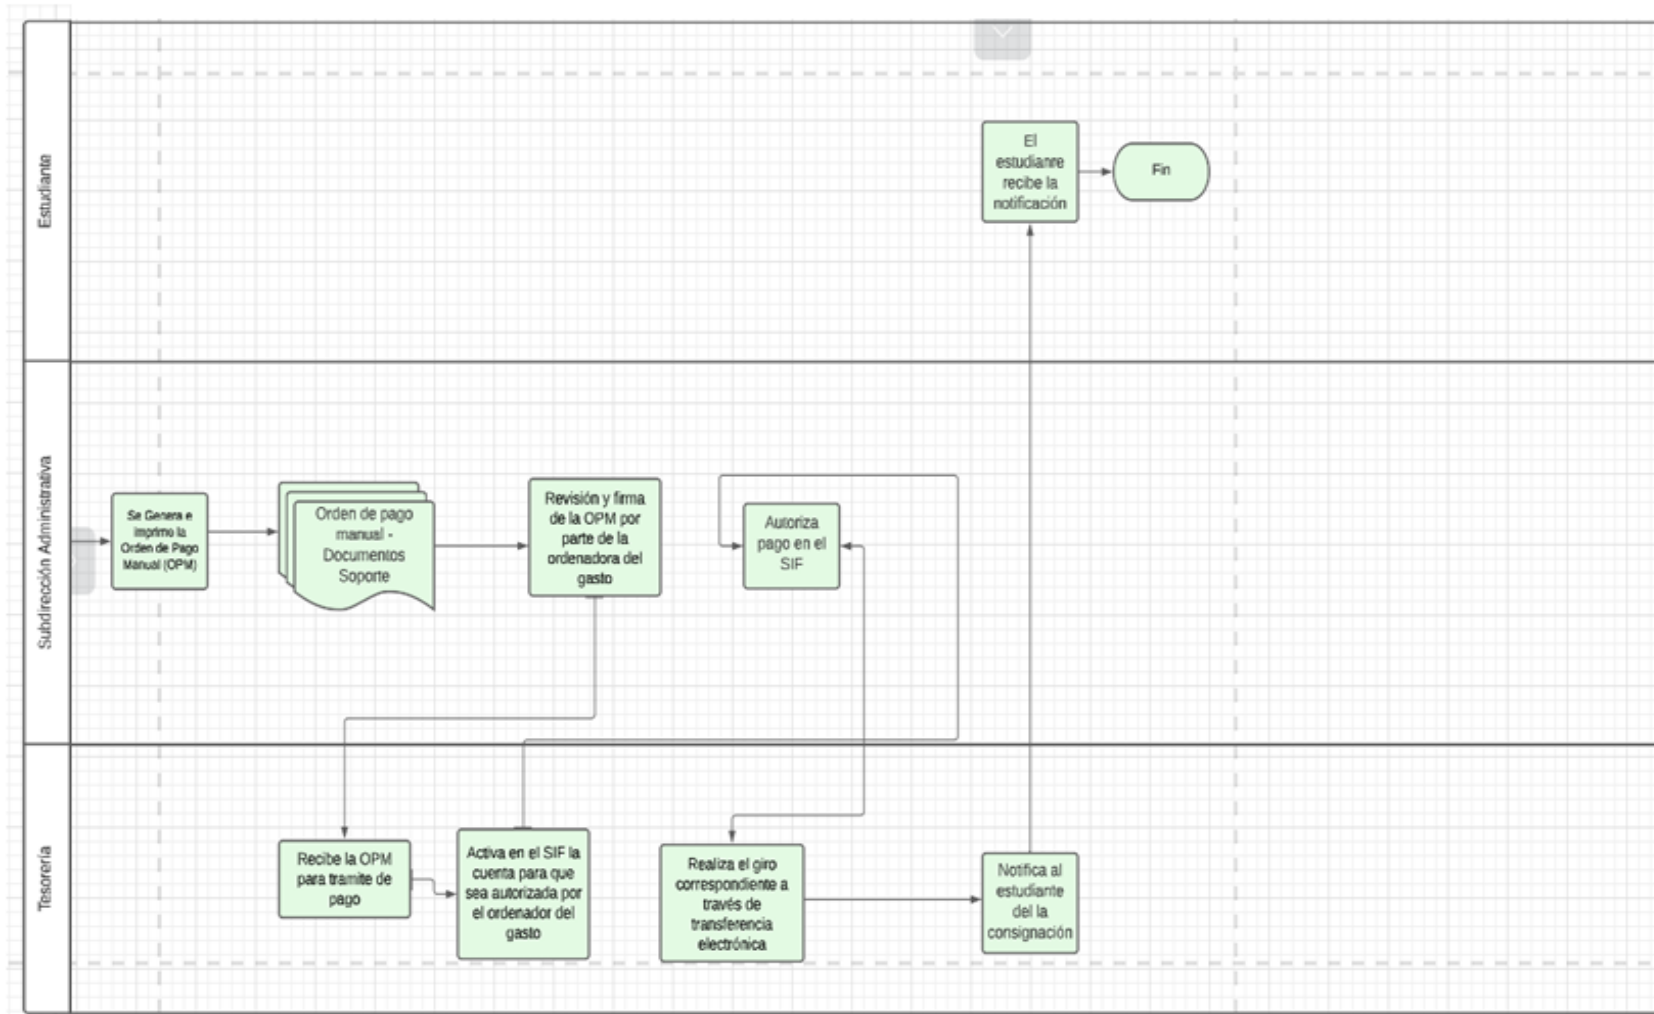 Estudiante
El
estudianre
recibe la
notificación
Fin
Subdirección Administrativa
Se Genera e
imprimo la
Orden de Pago
Manual (OPM)
Orden de pago
manual -
Documentos
Soporte
Revisión y firma
de la OPM por
parte de la
ordenadora del
gasto
Autoriza
pago en el
SIF
Tesorería
Recibe la OPM
para tramite de
pago
Activa en el SIF la
cuenta para que
sea autorizada por
el ordenador del
gasto
Realiza el giro
correspondiente a
través de
transferencia
electrónica
Notifica al
estudiante
del la
consignación